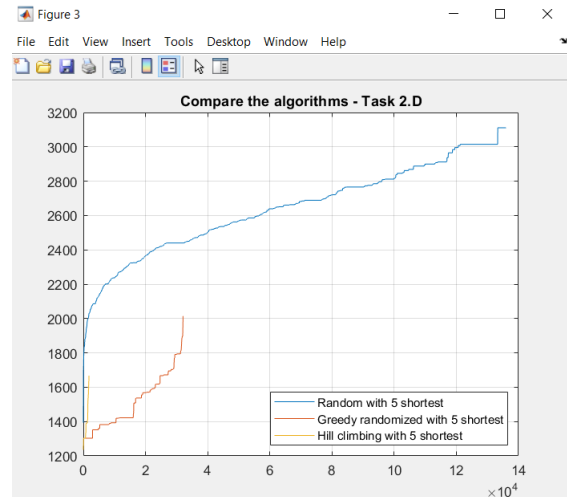 Figure 3
File Edit View Insert Tools Desktop Window Help
Compare the algorithms - Task 2.D
3200
3000
2800
2600
2400
2200
2000
1800
1600
1400
1200
Random with 5 shortest
Greedy randomized with 5 shortest
Hill climbing with 5 shortest
0 2 4 6 8 10 12 14
×10⁴